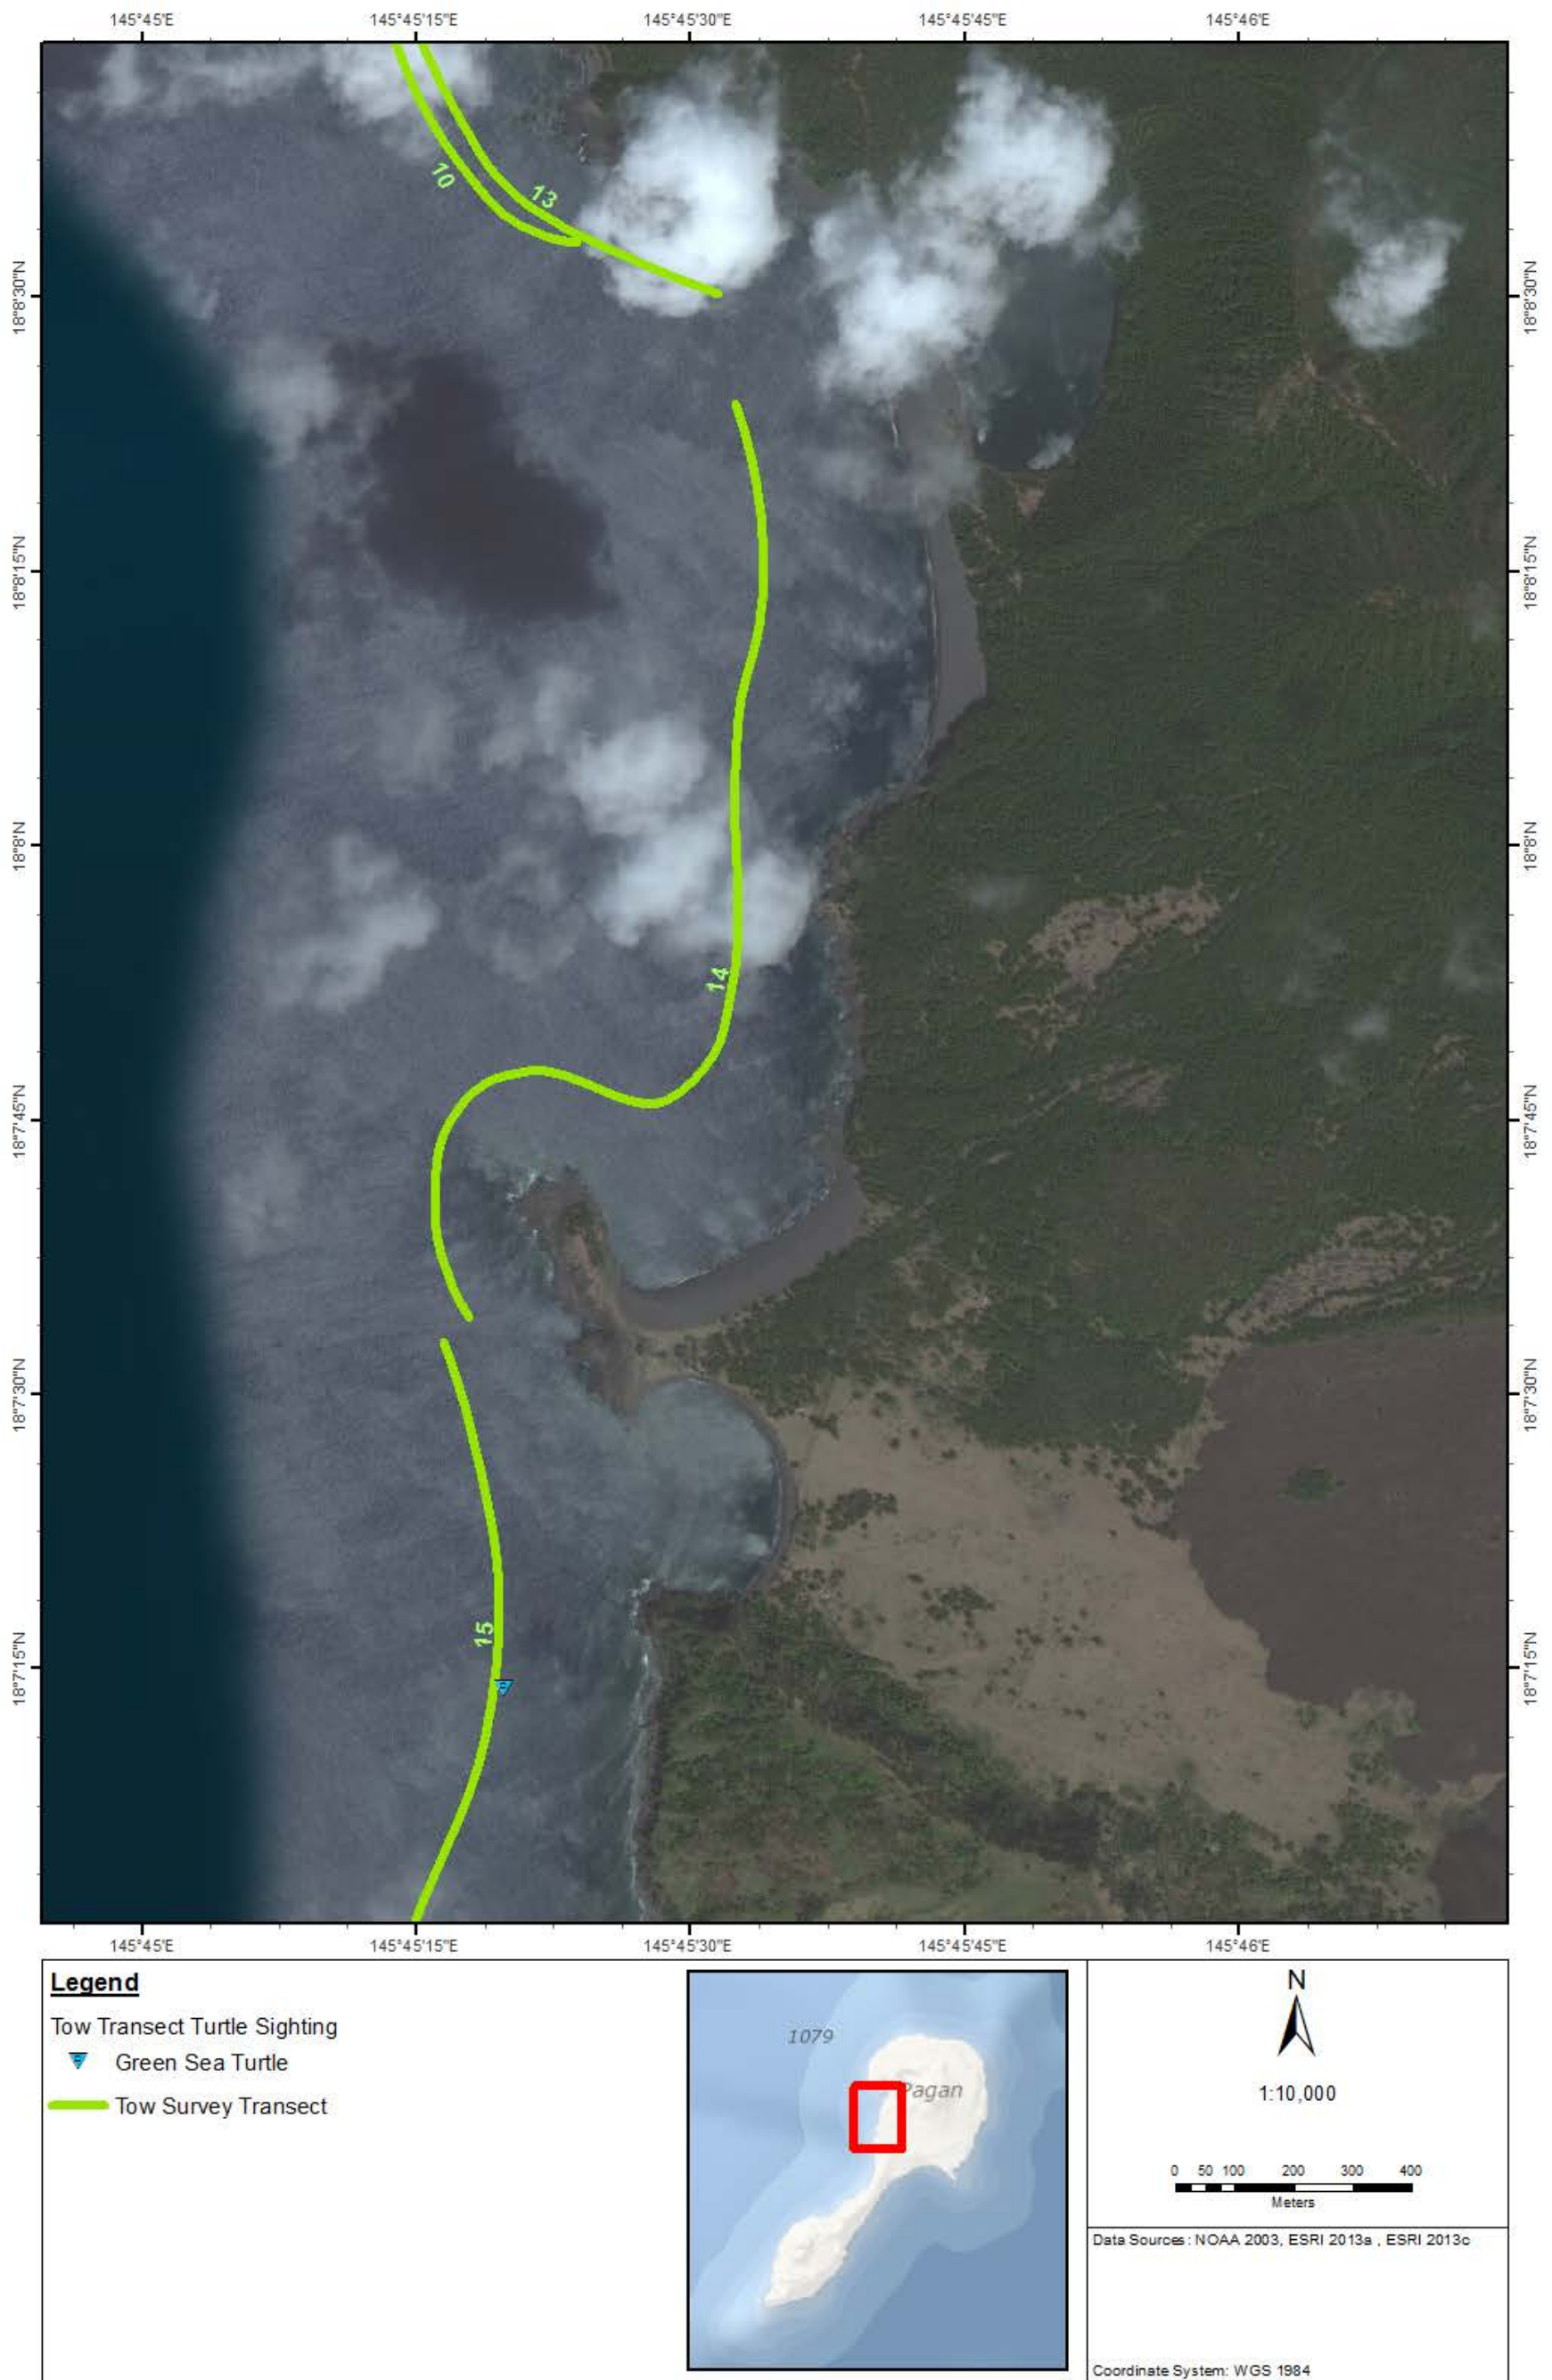 145°45'E 145°45'15"E 145°45'30"E 145°45'45"E 145°46'E
10
13
18°8'30"N 18°8'30"N
18°8'15"N 18°8'15"N
18°8'N 18°8'N
14
18°7'45"N 18°7'45"N
18°7'30"N 18°7'30"N
15
18°7'15"N 18°7'15"N
145°45'E 145°45'15"E 145°45'30"E 145°45'45"E 145°46'E
Legend
Tow Transect Turtle Sighting
Green Sea Turtle
Tow Survey Transect
1079
Pagan
N
1:10,000
0 50 100 200 300 400
Meters
Data Sources: NOAA 2003, ESRI 2013a , ESRI 2013c
Coordinate System: WGS 1984